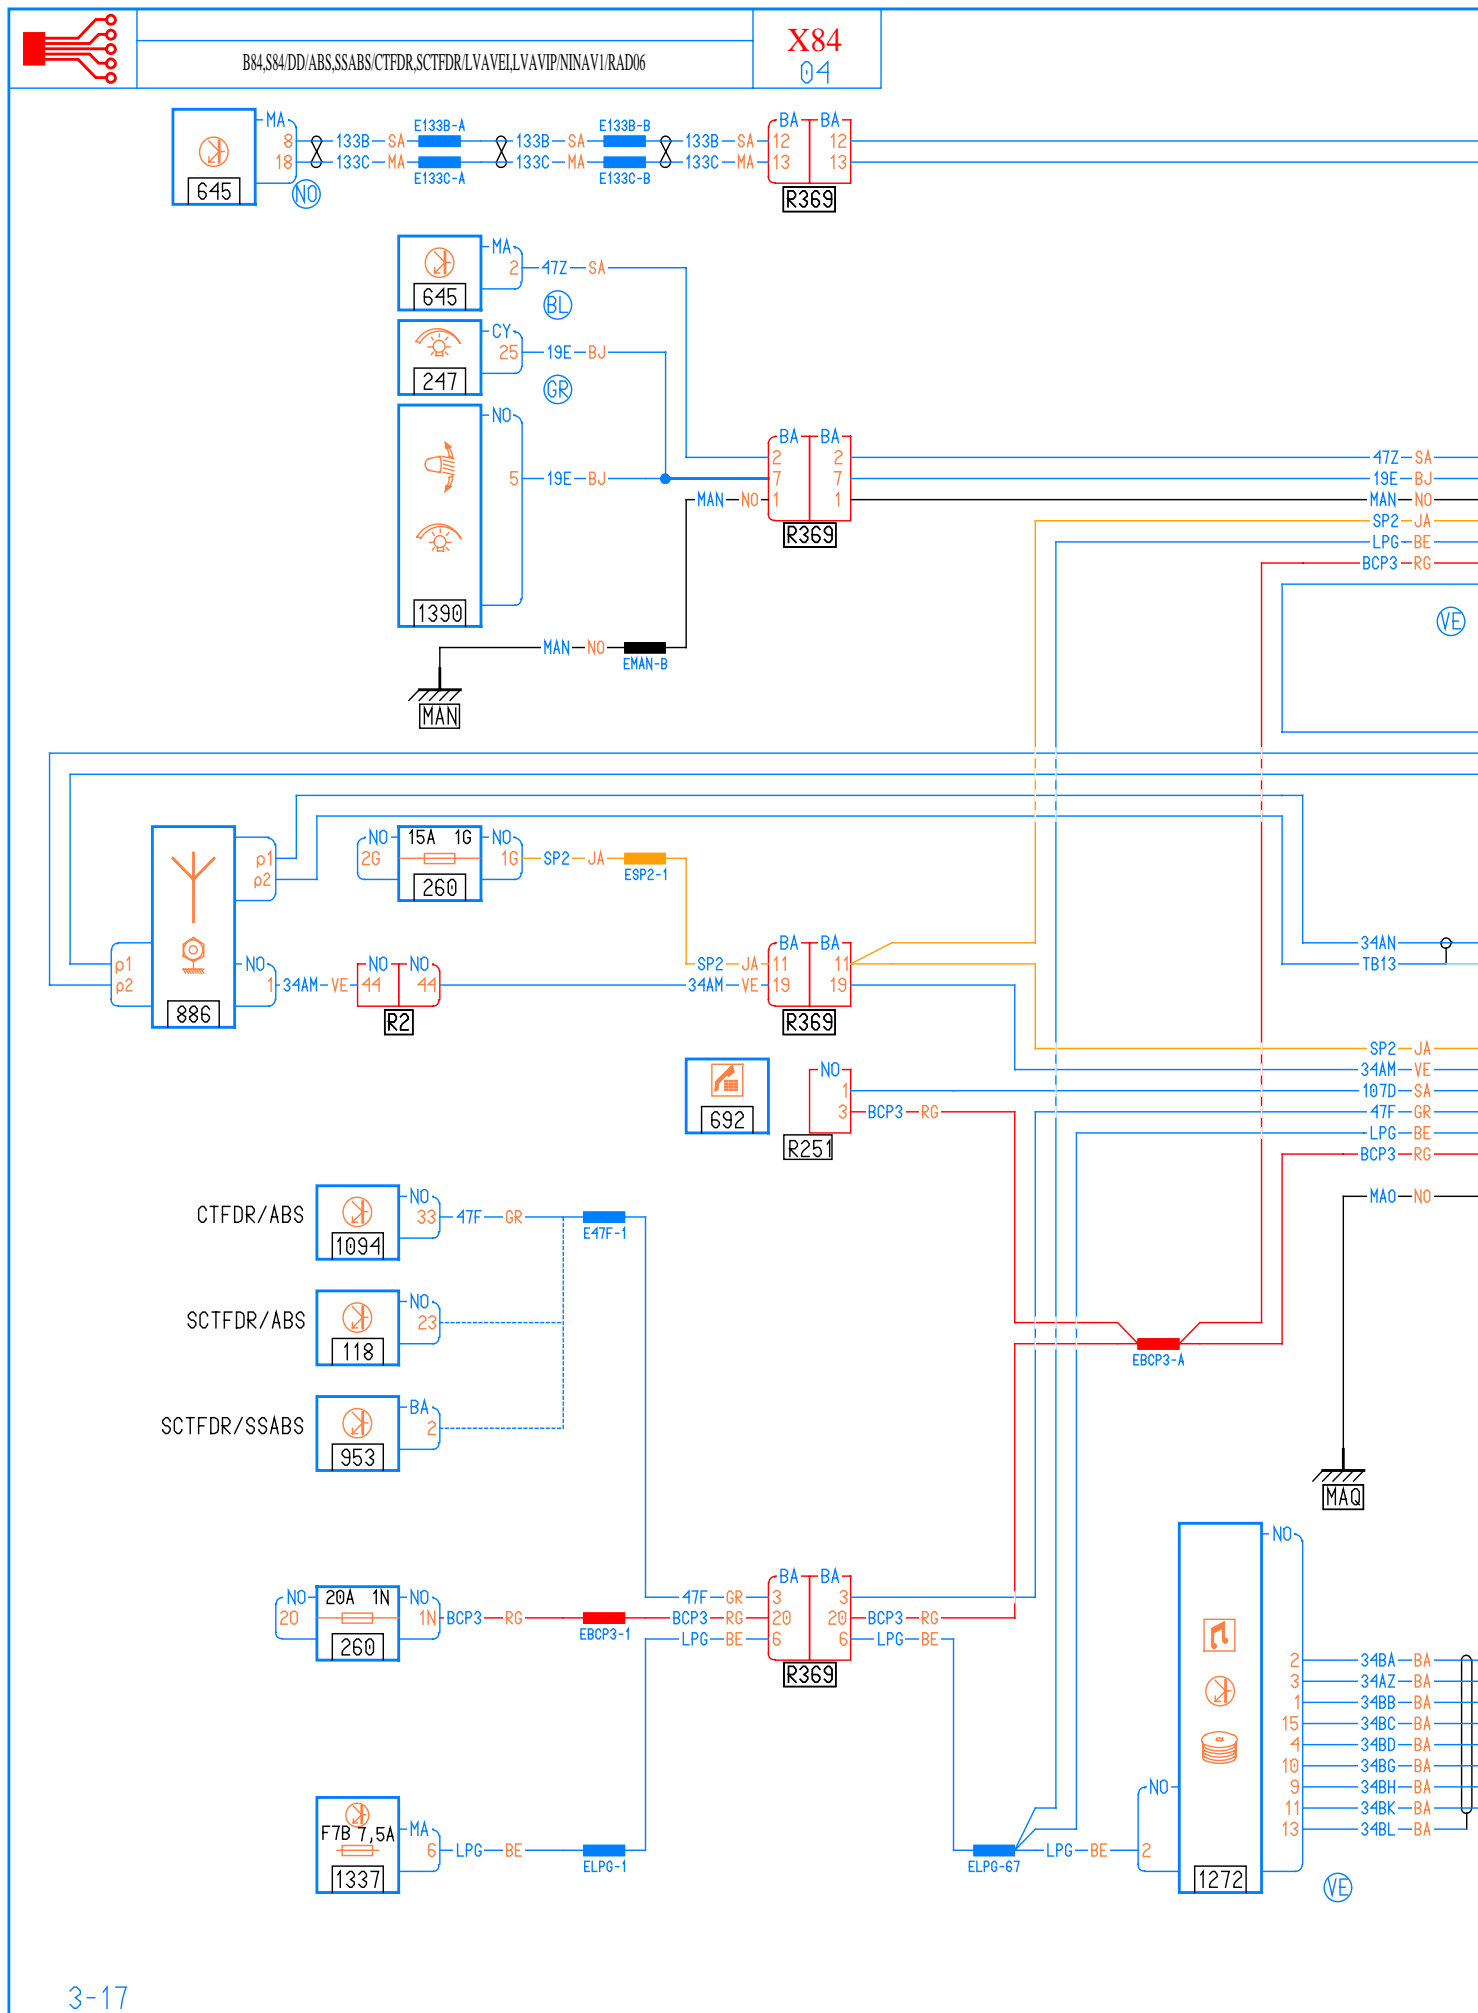 B84,S84/DD/ABS,SSABS/CTFDR,SCTFDR/LVAVEI,LVAVIP/NINAV1/RAD06
X84
04
MA E133B-A E133B-B BA BA
8 133B SA 133B SA 133B SA 12 12
18 133C MA 133C MA 133C MA 13 13
E133C-A E133C-B
645 NO R369
MA
2 47Z SA
645 BL
CY
25 19E BJ
247 GR
NO
BA BA
2 2 47Z SA
5 19E BJ 7 7 19E BJ
MAN NO 1 1 MAN NO
SP2 JA
R369
LPG BE
BCP3 RG
1390
VE
MAN NO
EMAN-B
MAN
NO 15A 1G NO
p1 2G 1G SP2 JA
p2 ESP2-1
260
BA BA
34AN
p1 NO NO NO SP2 JA 11 11 TB13
p2 1 34AM VE 44 44 34AM VE 19 19
886 R2 R369
SP2 JA
NO 34AM VE
1 107D SA
692 3 BCP3 RG 47F GR
LPG BE
R251
BCP3 RG
CTFDR/ABS NO
33 47F GR MAO NO
E47F-1
1094
SCTFDR/ABS NO
23
118 EBCP3-A
BA
SCTFDR/SSABS 2
953
MAQ
NO
BA BA
NO 20A 1N NO 47F GR 3 3
20 1N BCP3 RG BCP3 RG 20 20 BCP3 RG
EBCP3-1
260 LPG BE 6 6 LPG BE
R369
2 34BA BA
3 34AZ BA
1 34BB BA
15 34BC BA
4 34BD BA
10 34BG BA
NO 9 34BH BA
11 34BK BA
F7B 7,5A MA 13 34BL BA
6 LPG BE LPG BE 2
ELPG-1 ELPG-67
1337 1272 VE
3-17